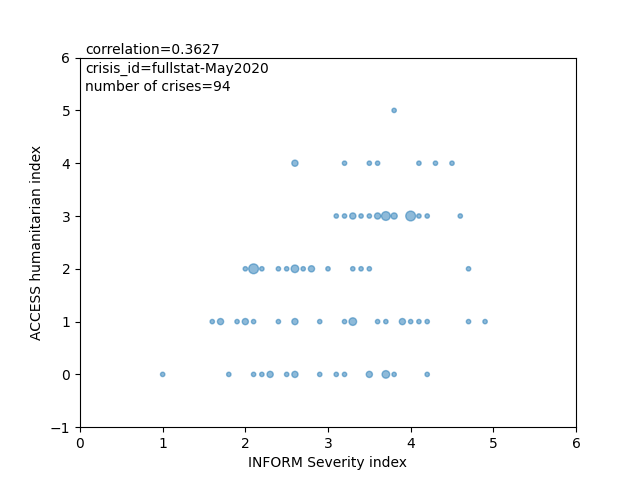 correlation=0.3627
crisis_id=fullstat-May2020
number of crises=94
6
5
4
3
2
1
0
−1
0 1 2 3 4 5 6
ACCESS humanitarian index
INFORM Severity index